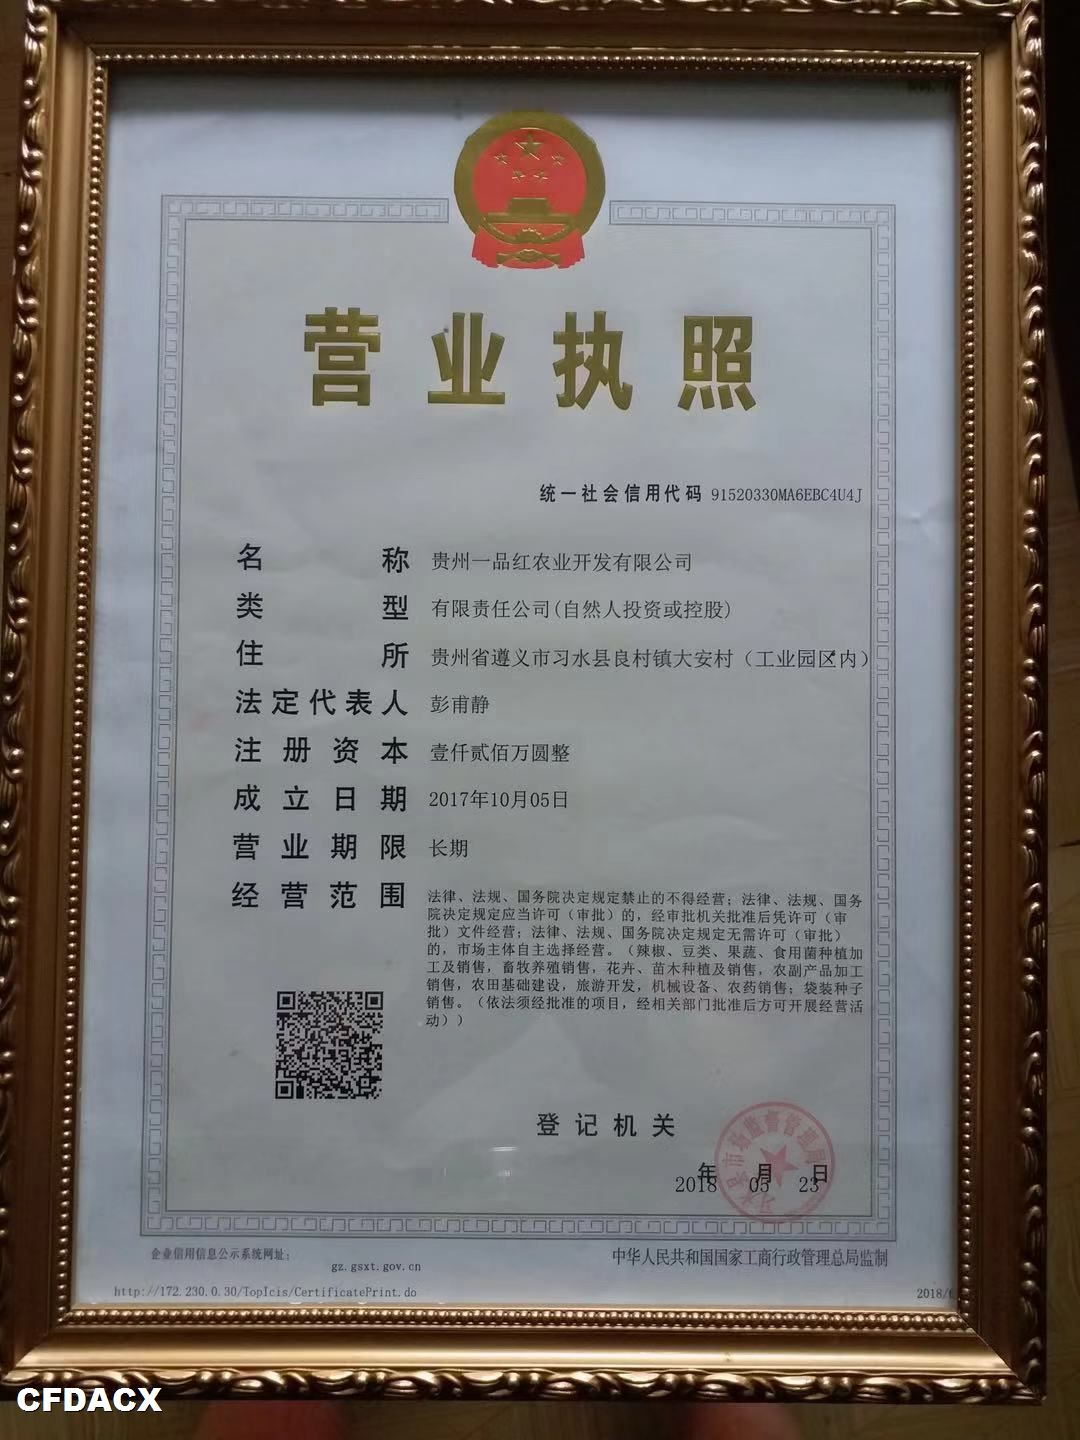 营业执照
统一社会信用代码 91520330MA6EBC4U4J
名称 贵州一品红农业开发有限公司
类型 有限责任公司(自然人投资或控股)
住所 贵州省遵义市习水县良村镇大安村（工业园区内）
法定代表人 彭甫静
注册资本 壹仟贰佰万圆整
成立日期 2017年10月05日
营业期限 长期
经营范围 法律、法规、国务院决定规定禁止的不得经营；法律、法规、国务
院决定规定应当许可（审批）的，经审批机关批准后凭许可（审
批）文件经营；法律、法规、国务院决定规定无需许可（审批）
的，市场主体自主选择经营。（辣椒、豆类、果蔬、食用菌种植加
工及销售，畜牧养殖销售，花卉、苗木种植及销售，农副产品加工
销售，农田基础建设，旅游开发，机械设备、农药销售；袋装种子
销售。（依法须经批准的项目，经相关部门批准后方可开展经营活
动））
登记机关
市场监督管理局
2018年05月23日
企业信用信息公示系统网址：
gz.gsxt.gov.cn
中华人民共和国国家工商行政管理总局监制
http://172.230.0.30/TopIcis/CertificatePrint.do
2018/
CFDACX